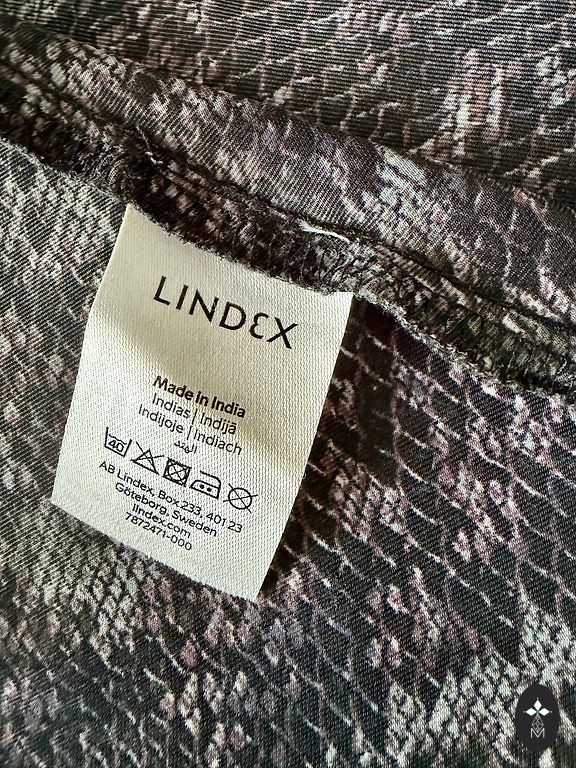 LINDEX
Made in India
Indias | Indijā
Indijoje | Indiach
الهند
40
AB Lindex, Box 233, 401 23
Göteborg, Sweden
lindex.com
7872471-000
M